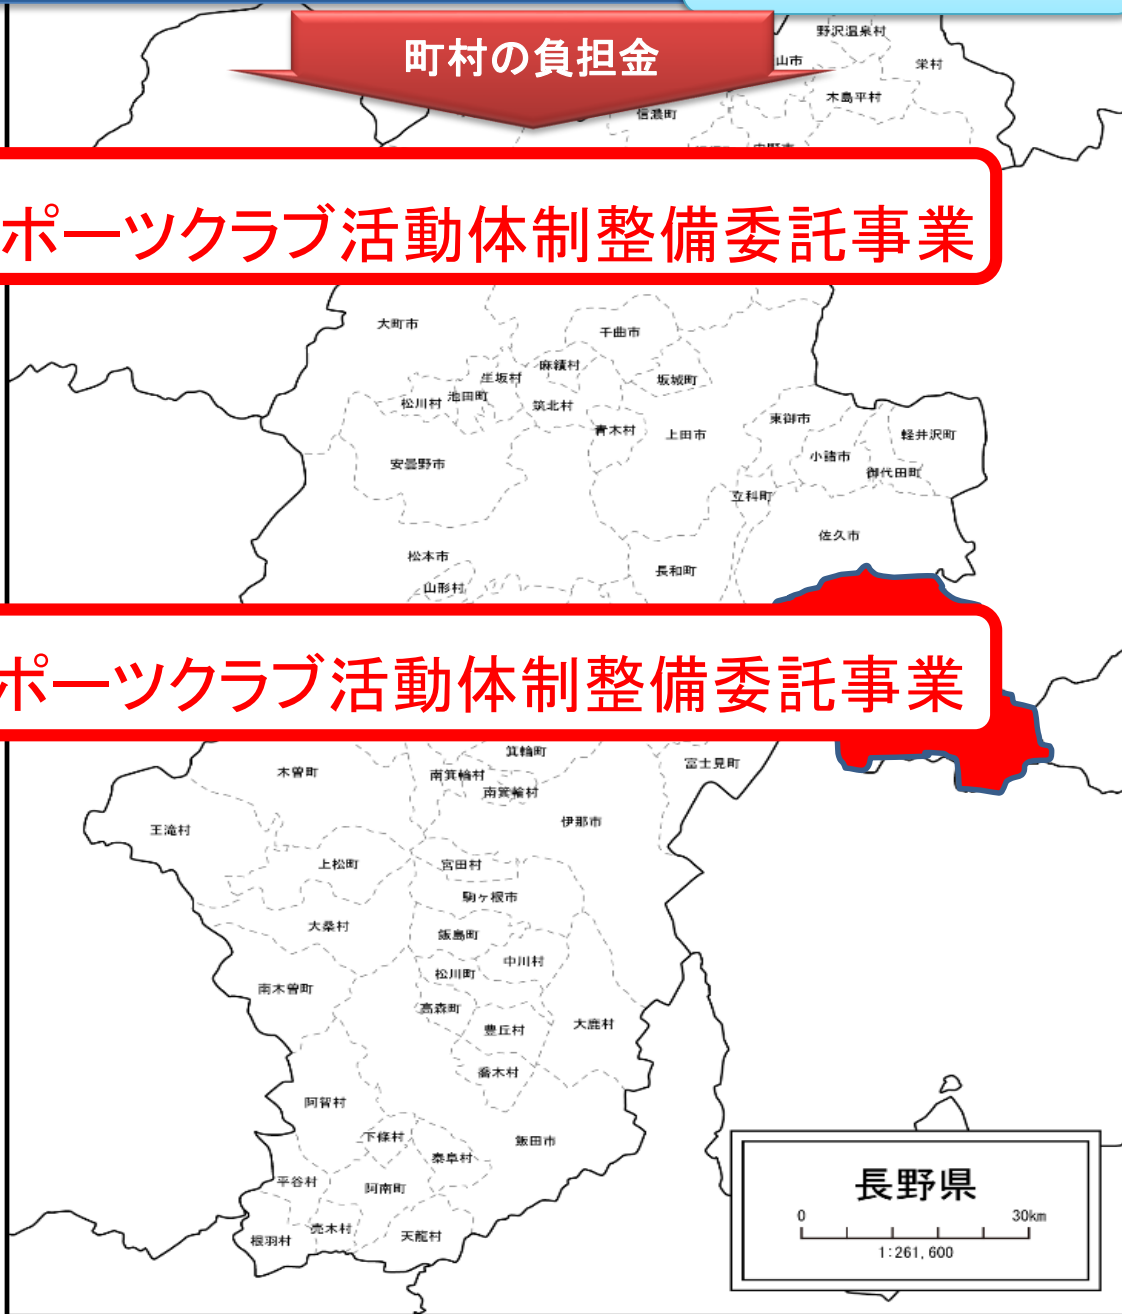 町村の負担金
野沢温泉村
山市
栄村
木島平村
信濃町
ポーツクラブ活動体制整備委託事業
大町市
千曲市
麻績村
生坂村
坂城町
池田町
松川村
筑北村
東御市
青木村
上田市
軽井沢町
小諸市
安曇野市
御代田町
立科町
佐久市
松本市
長和町
山形村
ポーツクラブ活動体制整備委託事業
箕輪町
富士見町
木曽町
南箕輪村
南箕輪村
伊那市
王滝村
上松町
宮田村
駒ヶ根市
大桑村
飯島町
中川村
松川町
南木曽町
高森町
大鹿村
豊丘村
喬木村
阿智村
下條村
飯田市
泰阜村
平谷村
阿南町
売木村
天龍村
根羽村
長野県
0 30km
1:261,600